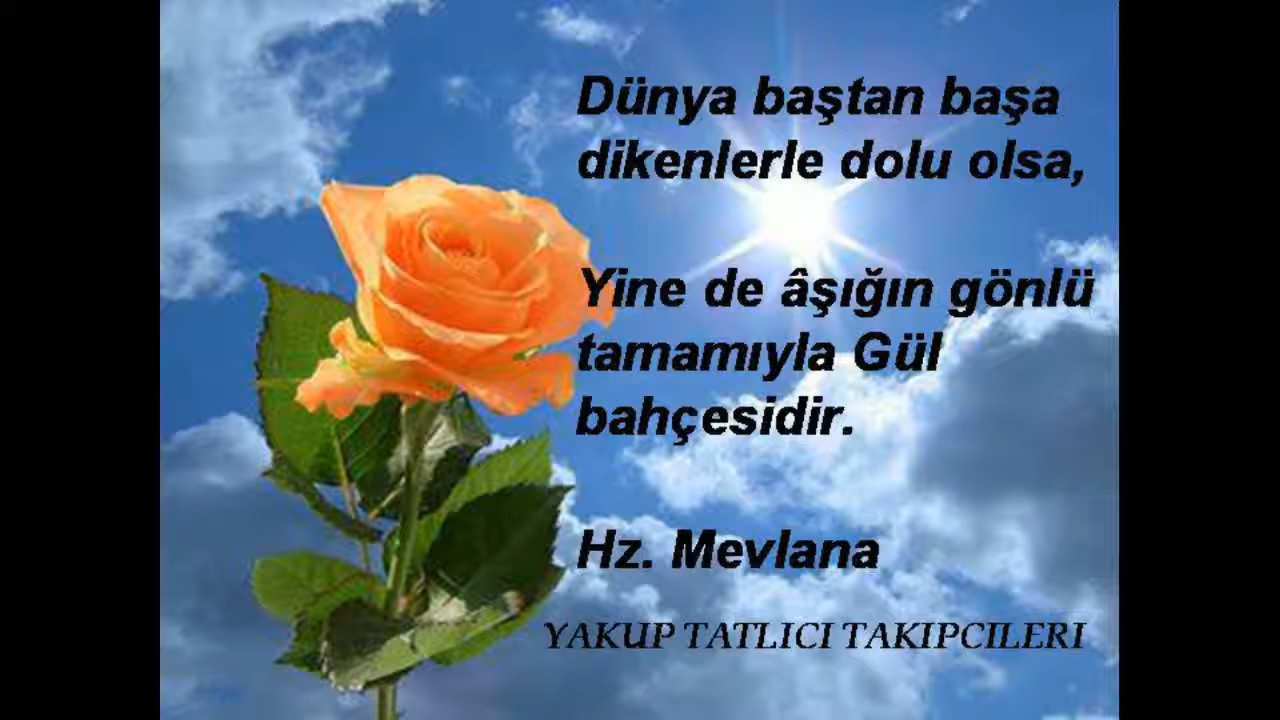 Dünya baştan başa
dikenlerle dolu olsa,
Yine de âşığın gönlü
tamamıyla Gül
bahçesidir.
Hz. Mevlana
YAKUP TATLICI TAKIPCILERI